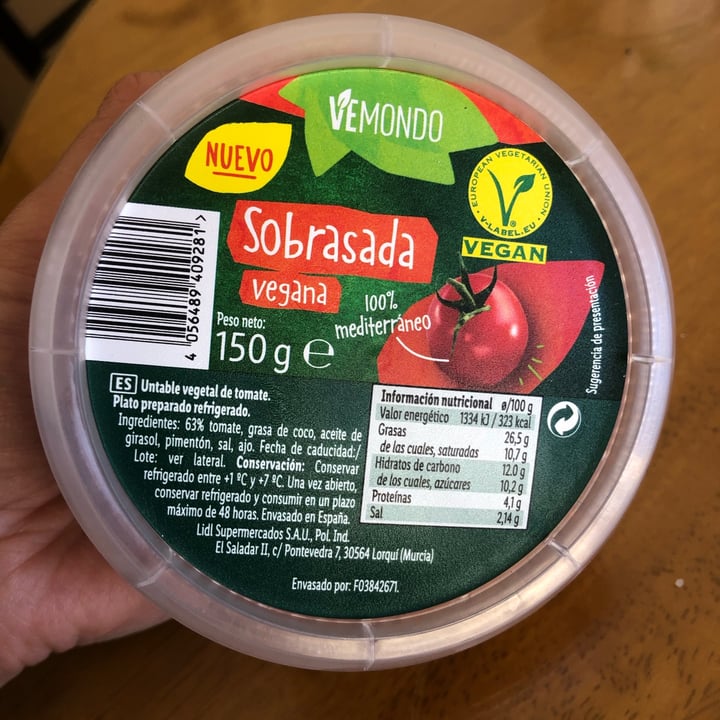 VEMONDO
NUEVO
EUROPEAN VEGETARIAN UNION
V-LABEL.EU
VEGAN
Sobrasada
vegana
100%
mediterráneo
4 056489 409281 >
Peso neto:
150 g e
Sugerencia de presentación
ES Untable vegetal de tomate.
Plato preparado refrigerado.
Ingredientes: 63% tomate, grasa de coco, aceite de
girasol, pimentón, sal, ajo. Fecha de caducidad:/
Lote: ver lateral. Conservación: Conservar
refrigerado entre +1 ºC y +7 ºC. Una vez abierto,
conservar refrigerado y consumir en un plazo
máximo de 48 horas. Envasado en España.
Lidl Supermercados S.A.U., Pol. Ind.
El Saladar II, c/ Pontevedra 7, 30564 Lorquí (Murcia)
Envasado por: F03842671.
Información nutricional ø/100 g
Valor energético 1334 kJ / 323 kcal
Grasas 26,5 g
de las cuales, saturadas 10,7 g
Hidratos de carbono 12.0 g
de los cuales, azúcares 10,2 g
Proteínas 4,1 g
Sal 2,14 g